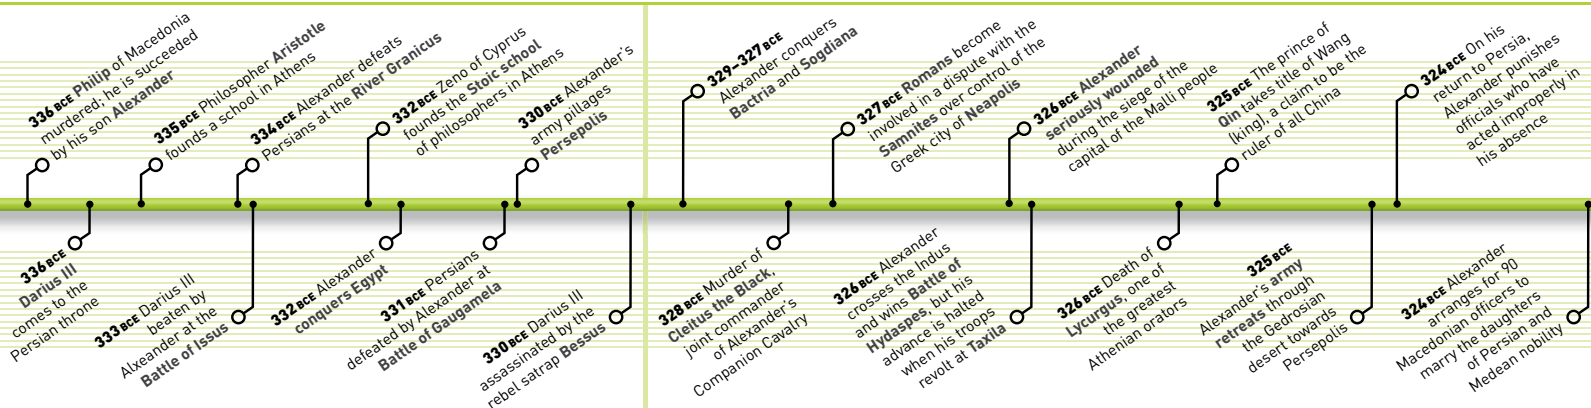 336 BCE Philip of Macedonia
murdered; he is succeeded
by his son Alexander
335 BCE Philosopher Aristotle
founds a school in Athens
334 BCE Alexander defeats
Persians at the River Granicus
332 BCE Zeno of Cyprus
founds the Stoic school
of philosophers in Athens
330 BCE Alexander's
army pillages
Persepolis
329–327 BCE
Alexander conquers
Bactria and Sogdiana
327 BCE Romans become
involved in a dispute with the
Samnites over control of the
Greek city of Neapolis
326 BCE Alexander
seriously wounded
during the siege of the
capital of the Malli people
325 BCE The prince of
Qin takes title of Wang
(king), a claim to be the
ruler of all China
324 BCE On his
return to Persia,
Alexander punishes
officials who have
acted improperly in
his absence
336 BCE
Darius III
comes to the
Persian throne
333 BCE Darius III
beaten by
Alxeander at the
Battle of Issus
332 BCE Alexander
conquers Egypt
331 BCE Persians
defeated by Alexander at
Battle of Gaugamela
330 BCE Darius III
assassinated by the
rebel satrap Bessus
328 BCE Murder of
Cleitus the Black,
joint commander
of Alexander's
Companion Cavalry
326 BCE Alexander
crosses the Indus
and wins Battle of
Hydaspes, but his
advance is halted
when his troops
revolt at Taxila
326 BCE Death of
Lycurgus, one of
the greatest
Athenian orators
325 BCE
Alexander's army
retreats through
the Gedrosian
desert towards
Persepolis
324 BCE Alexander
arranges for 90
Macedonian officers to
marry the daughters
of Persian and
Medean nobility